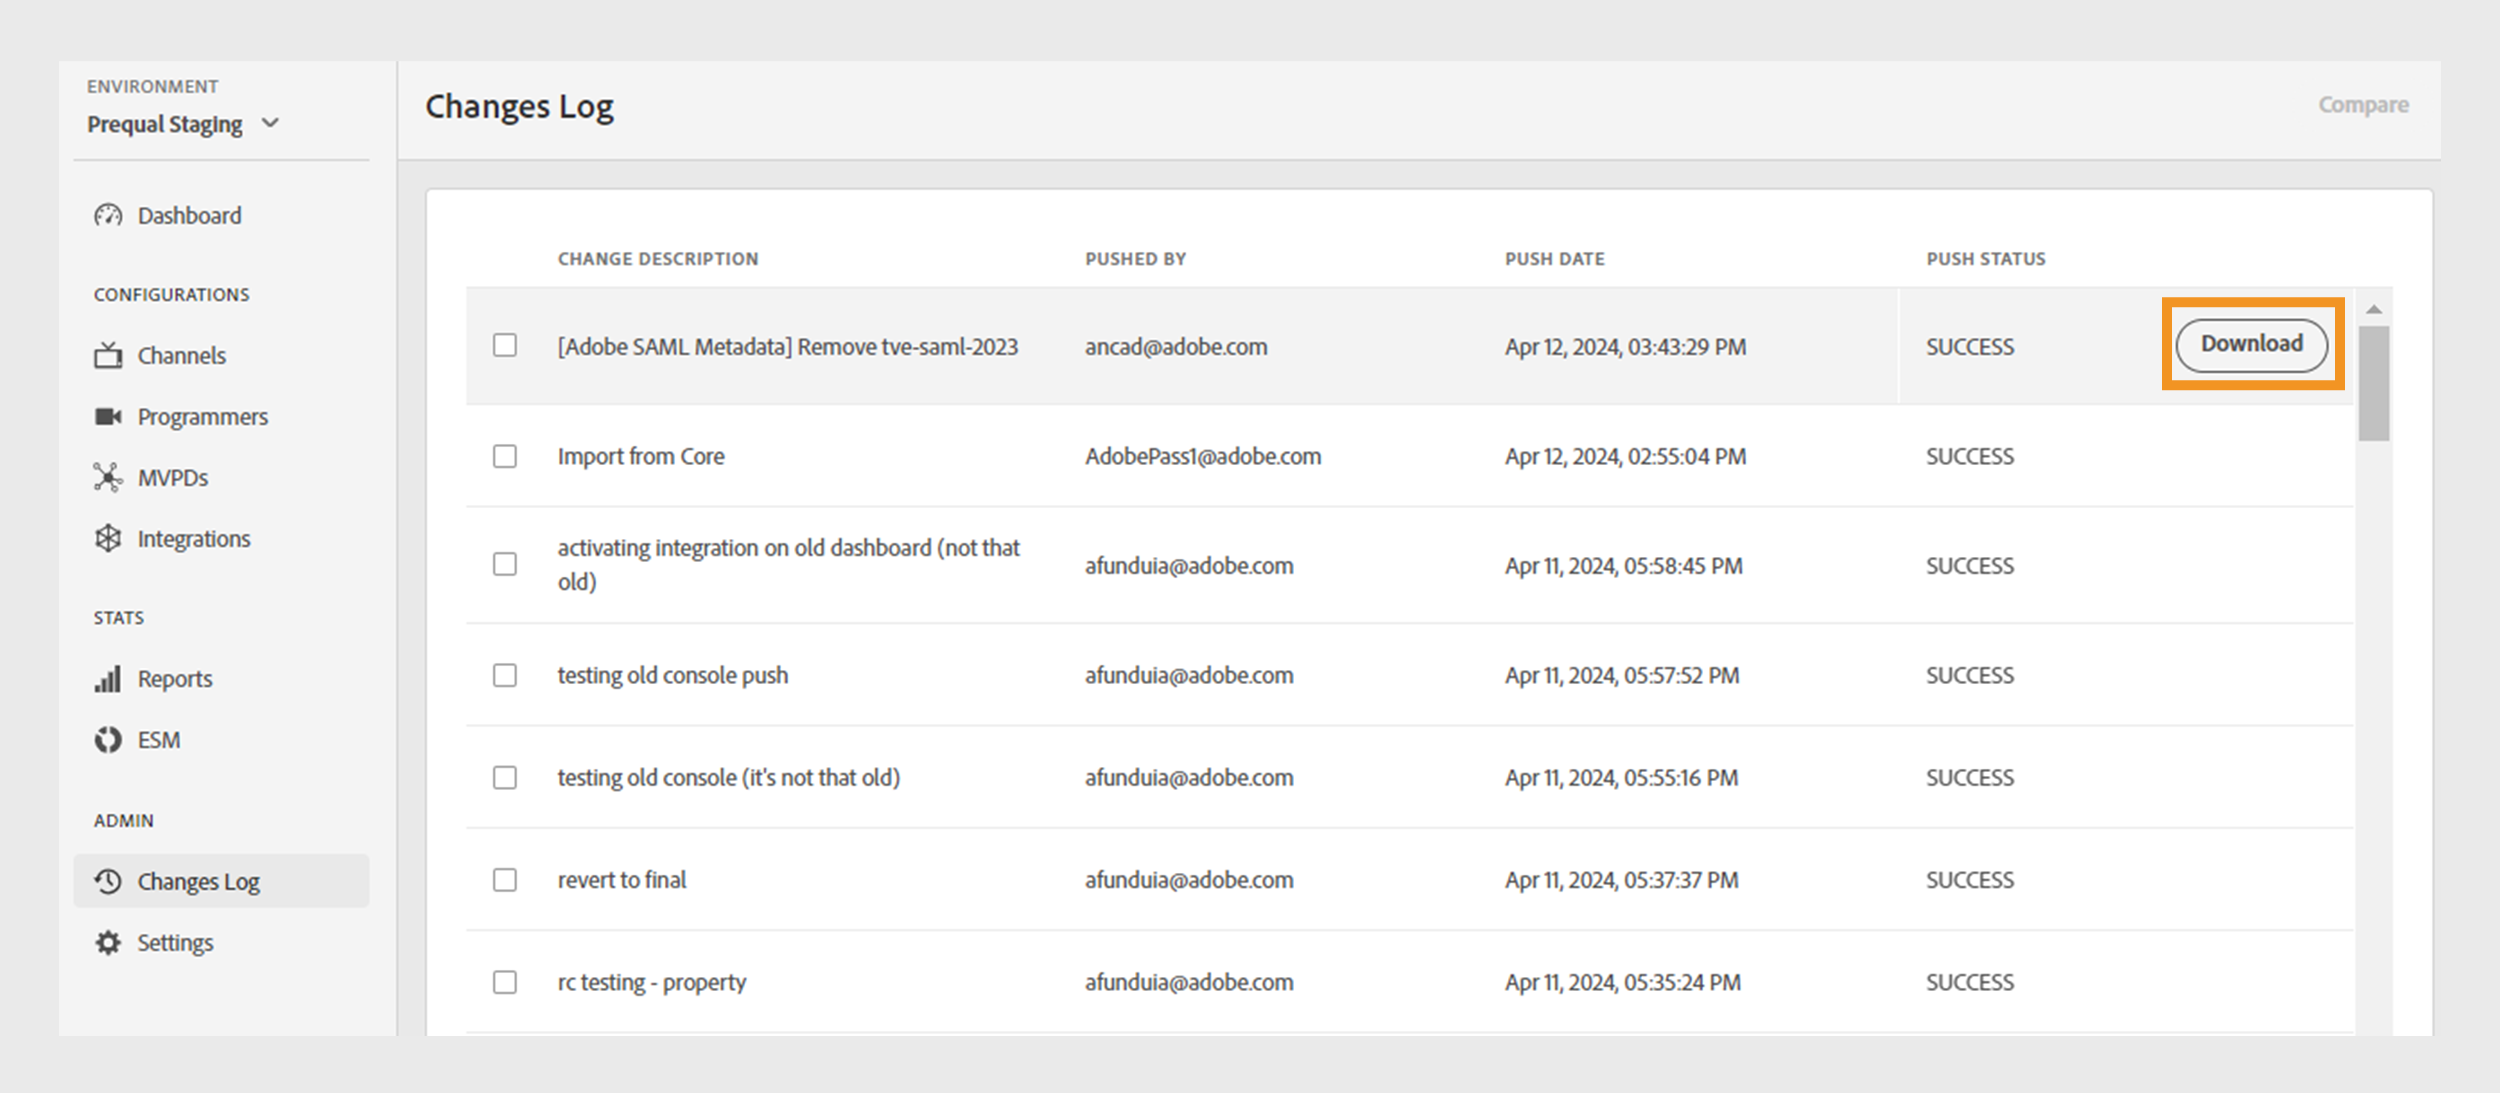 ENVIRONMENT
Prequal Staging
Dashboard
CONFIGURATIONS
Channels
Programmers
MVPDs
Integrations
STATS
Reports
ESM
ADMIN
Changes Log
Settings
Changes Log
Compare
CHANGE DESCRIPTION PUSHED BY PUSH DATE PUSH STATUS
[Adobe SAML Metadata] Remove tve-saml-2023 ancad@adobe.com Apr 12, 2024, 03:43:29 PM SUCCESS Download
Import from Core AdobePass1@adobe.com Apr 12, 2024, 02:55:04 PM SUCCESS
activating integration on old dashboard (not that
old) afunduia@adobe.com Apr 11, 2024, 05:58:45 PM SUCCESS
testing old console push afunduia@adobe.com Apr 11, 2024, 05:57:52 PM SUCCESS
testing old console (it's not that old) afunduia@adobe.com Apr 11, 2024, 05:55:16 PM SUCCESS
revert to final afunduia@adobe.com Apr 11, 2024, 05:37:37 PM SUCCESS
rc testing - property afunduia@adobe.com Apr 11, 2024, 05:35:24 PM SUCCESS